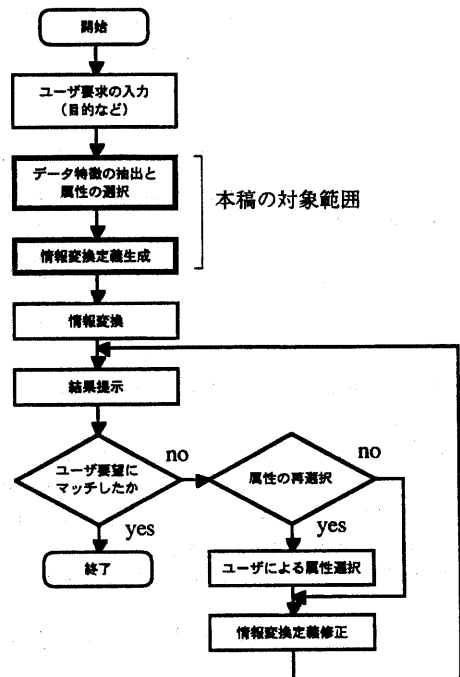 開始
ユーザ要求の入力
(目的など)
データ特徴の抽出と
属性の選択
本稿の対象範囲
情報変換定義生成
情報変換
結果提示
ユーザ要望に
マッチしたか
no
属性の再選択
no
yes
yes
終了
ユーザによる属性選択
情報変換定義修正